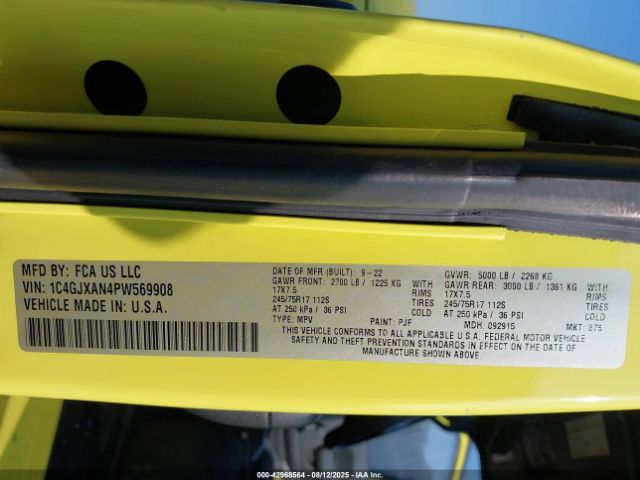 MFD BY: FCA US LLC
VIN: 1C4GJXAN4PW569908
VEHICLE MADE IN U.S.A.
DATE OF MFR (BUILT): 9-22
GAWR FRONT: 2700 LB / 1225 KG
17X7.5 RIMS
245/75R17 112S TIRES
AT 250 kPa / 36 PSI COLD
TYPE: MPV PAINT: PJF
GVWR: 5000 LB / 2268 KG
GAWR REAR: 3000 LB / 1361 KG
17X7.5 RIMS
245/75R17 112S TIRES
AT 250 kPa / 36 PSI COLD
MDH: 092915 MKT: 875
THIS VEHICLE CONFORMS TO ALL APPLICABLE U.S.A. FEDERAL MOTOR VEHICLE
SAFETY AND THEFT PREVENTION STANDARDS IN EFFECT ON THE DATE OF
MANUFACTURE SHOWN ABOVE.
000-42968564 - 08/12/2025 - IAAI.COM